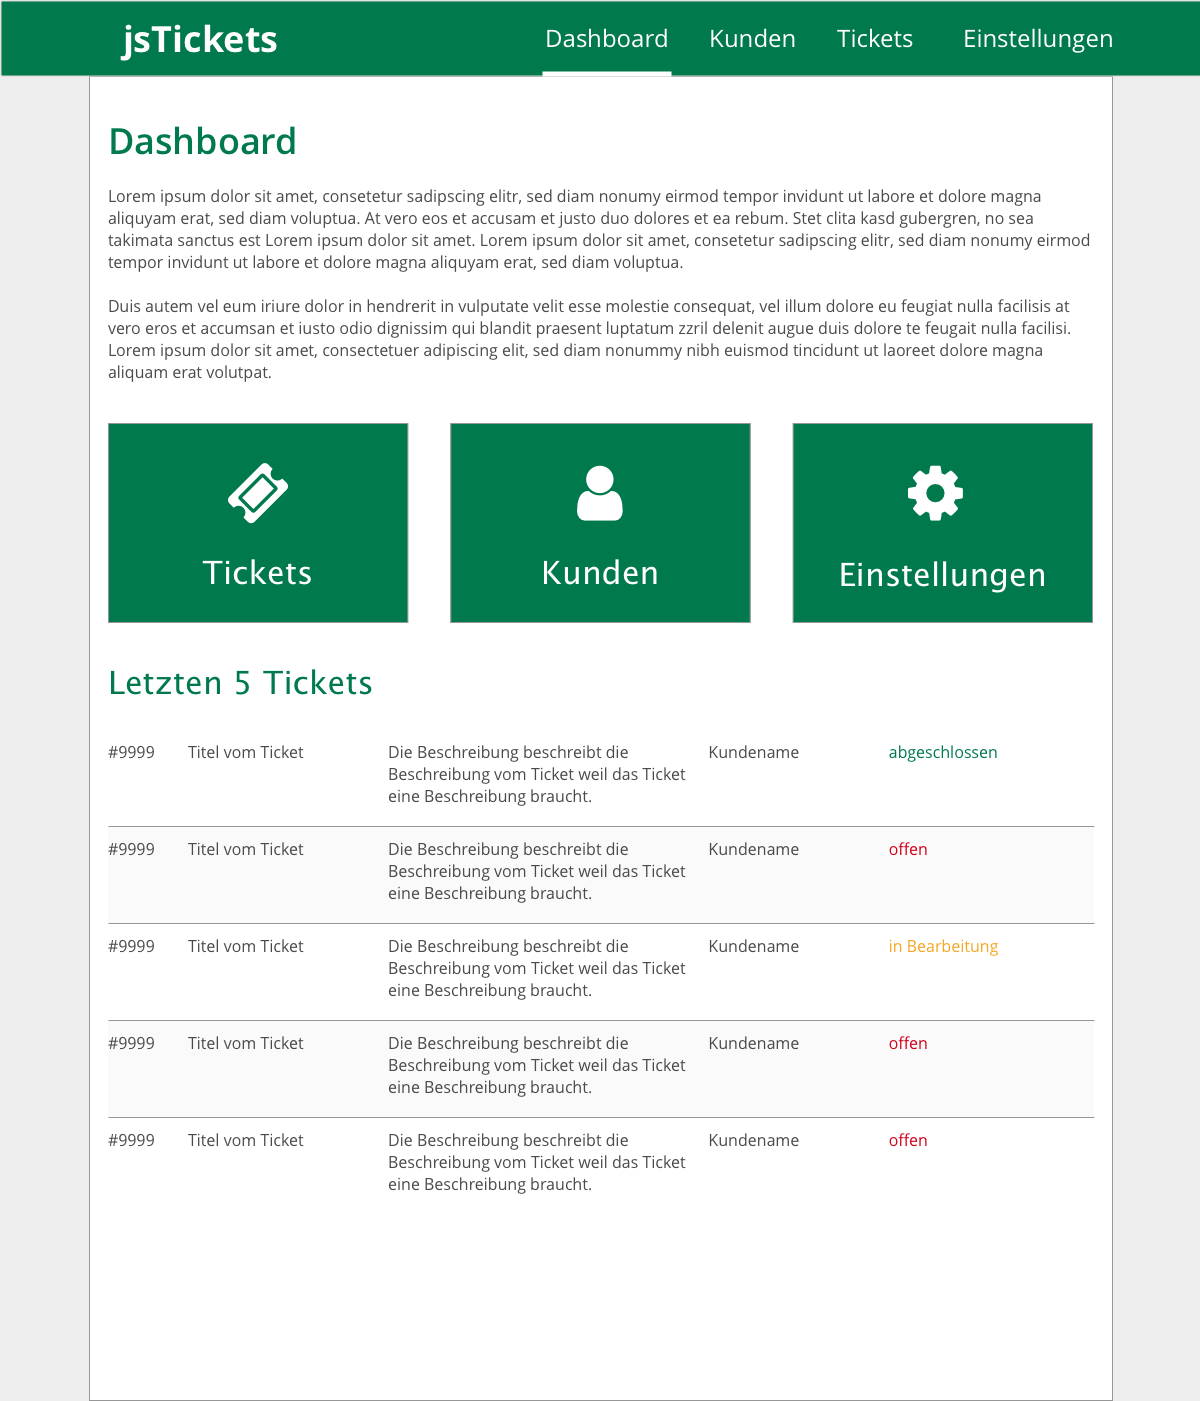 jsTickets Dashboard Kunden Tickets Einstellungen
Dashboard
Lorem ipsum dolor sit amet, consetetur sadipscing elitr, sed diam nonumy eirmod tempor invidunt ut labore et dolore magna
aliquyam erat, sed diam voluptua. At vero eos et accusam et justo duo dolores et ea rebum. Stet clita kasd gubergren, no sea
takimata sanctus est Lorem ipsum dolor sit amet. Lorem ipsum dolor sit amet, consetetur sadipscing elitr, sed diam nonumy eirmod
tempor invidunt ut labore et dolore magna aliquyam erat, sed diam voluptua.
Duis autem vel eum iriure dolor in hendrerit in vulputate velit esse molestie consequat, vel illum dolore eu feugiat nulla facilisis at
vero eros et accumsan et iusto odio dignissim qui blandit praesent luptatum zzril delenit augue duis dolore te feugait nulla facilisi.
Lorem ipsum dolor sit amet, consectetuer adipiscing elit, sed diam nonummy nibh euismod tincidunt ut laoreet dolore magna
aliquam erat volutpat.
Tickets Kunden Einstellungen
Letzten 5 Tickets
#9999 Titel vom Ticket Die Beschreibung beschreibt die Kundename abgeschlossen
Beschreibung vom Ticket weil das Ticket
eine Beschreibung braucht.
#9999 Titel vom Ticket Die Beschreibung beschreibt die Kundename offen
Beschreibung vom Ticket weil das Ticket
eine Beschreibung braucht.
#9999 Titel vom Ticket Die Beschreibung beschreibt die Kundename in Bearbeitung
Beschreibung vom Ticket weil das Ticket
eine Beschreibung braucht.
#9999 Titel vom Ticket Die Beschreibung beschreibt die Kundename offen
Beschreibung vom Ticket weil das Ticket
eine Beschreibung braucht.
#9999 Titel vom Ticket Die Beschreibung beschreibt die Kundename offen
Beschreibung vom Ticket weil das Ticket
eine Beschreibung braucht.